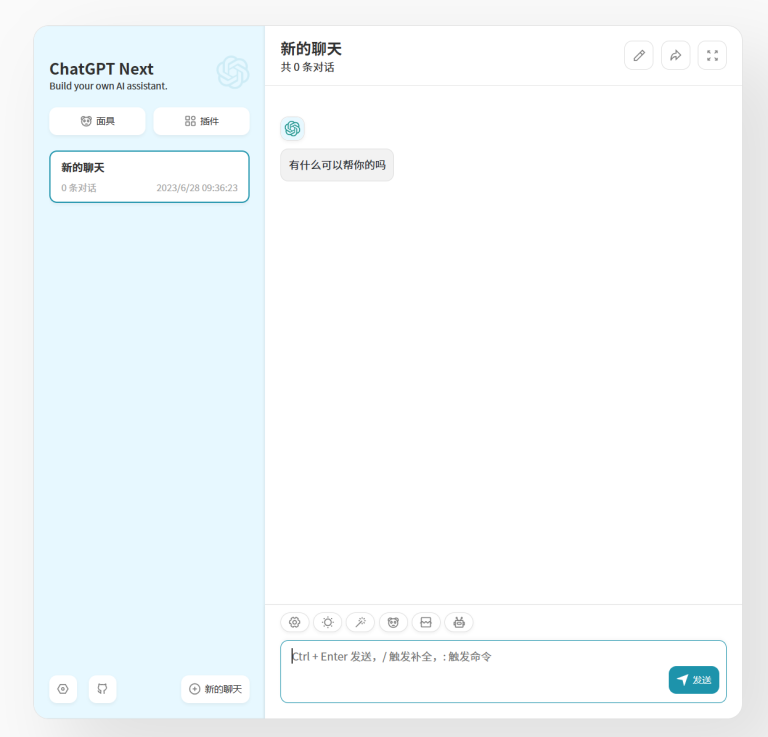 ChatGPT Next
Build your own AI assistant.
面具
插件
新的聊天
0 条对话
2023/6/28 09:36:23
新的聊天
新的聊天
共 0 条对话
有什么可以帮你的吗
Ctrl + Enter 发送，/ 触发补全，: 触发命令
发送